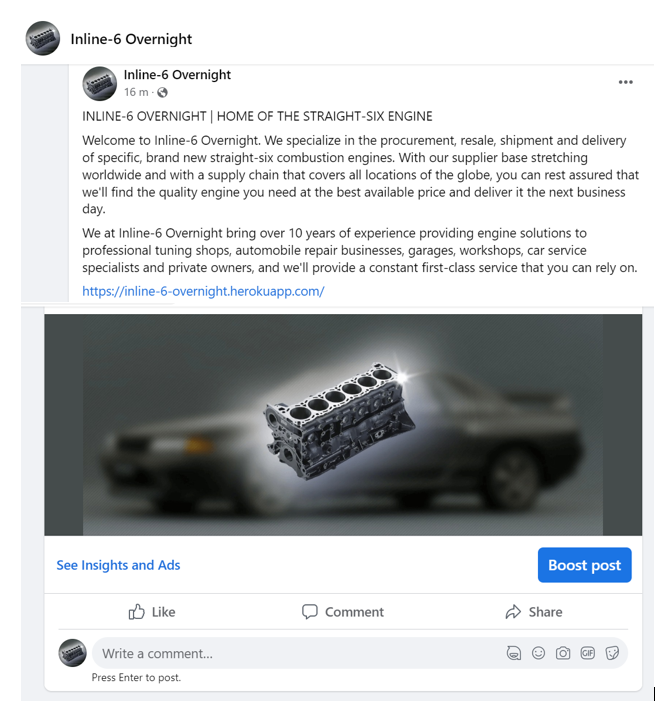 Inline-6 Overnight
Inline-6 Overnight
16 m ·
INLINE-6 OVERNIGHT | HOME OF THE STRAIGHT-SIX ENGINE
Welcome to Inline-6 Overnight. We specialize in the procurement, resale, shipment and delivery
of specific, brand new straight-six combustion engines. With our supplier base stretching
worldwide and with a supply chain that covers all locations of the globe, you can rest assured that
we'll find the quality engine you need at the best available price and deliver it the next business
day.
We at Inline-6 Overnight bring over 10 years of experience providing engine solutions to
professional tuning shops, automobile repair businesses, garages, workshops, car service
specialists and private owners, and we'll provide a constant first-class service that you can rely on.
https://inline-6-overnight.herokuapp.com/
See Insights and Ads
Boost post
Like
Comment
Share
Write a comment...
GIF
Press Enter to post.